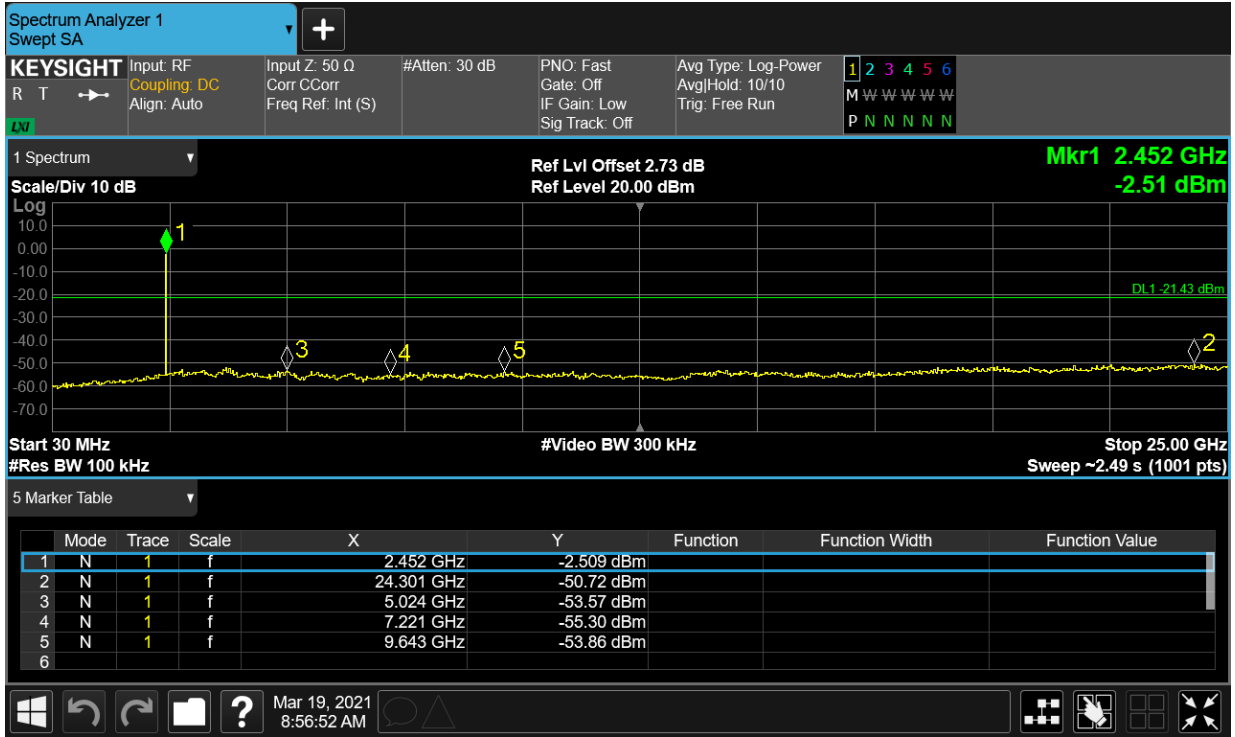 Spectrum Analyzer 1
Swept SA
KEYSIGHT
R T
LXI
Input: RF
Coupling: DC
Align: Auto
Input Z: 50 Ω
Corr CCorr
Freq Ref: Int (S)
#Atten: 30 dB
PNO: Fast
Gate: Off
IF Gain: Low
Sig Track: Off
Avg Type: Log-Power
Avg|Hold: 10/10
Trig: Free Run
1 2 3 4 5 6
M W W W W W
P N N N N N
1 Spectrum
Scale/Div 10 dB
Ref Lvl Offset 2.73 dB
Ref Level 20.00 dBm
Mkr1 2.452 GHz
-2.51 dBm
Log
10.0
0.00
-10.0
-20.0
-30.0
-40.0
-50.0
-60.0
-70.0
1
DL1 -21.43 dBm
3
4
5
2
Start 30 MHz
#Video BW 300 kHz
Stop 25.00 GHz
#Res BW 100 kHz
Sweep ~2.49 s (1001 pts)
5 Marker Table
Mode Trace Scale X Y Function Function Width Function Value
1 N 1 f 2.452 GHz -2.509 dBm
2 N 1 f 24.301 GHz -50.72 dBm
3 N 1 f 5.024 GHz -53.57 dBm
4 N 1 f 7.221 GHz -55.30 dBm
5 N 1 f 9.643 GHz -53.86 dBm
6
?
Mar 19, 2021
8:56:52 AM